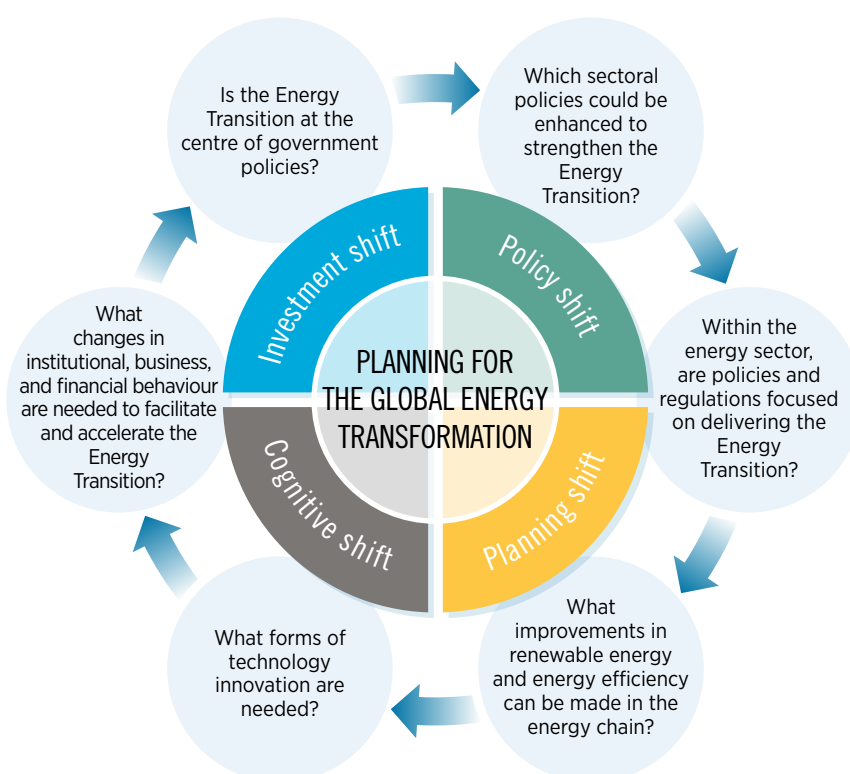 Is the Energy
Transition at the
centre of government
policies?
Which sectoral
policies could be
enhanced to
strengthen the
Energy
Transition?
Within the
energy sector,
are policies and
regulations focused
on delivering the
Energy
Transition?
What
improvements in
renewable energy
and energy efficiency
can be made in the
energy chain?
What forms of
technology
innovation are
needed?
What
changes in
institutional, business,
and financial behaviour
are needed to facilitate
and accelerate the
Energy
Transition?
Investment shift
Policy shift
Planning shift
Cognitive shift
PLANNING FOR
THE GLOBAL ENERGY
TRANSFORMATION